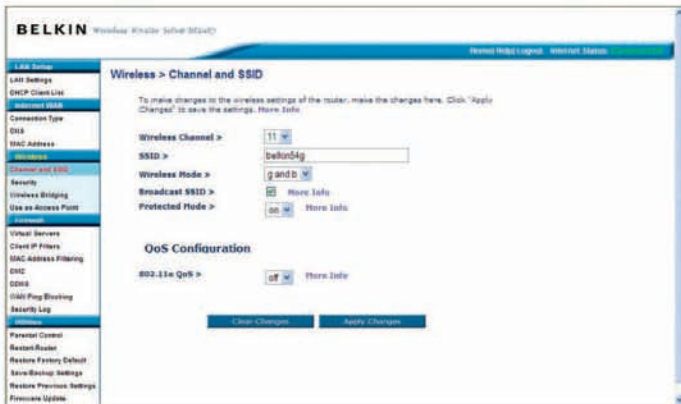 BELKIN Wireless Router Setup Utility
Home| Help| Logout Internet Status:
LAN Setup
LAN Settings
DHCP Client List
Internet WAN
Connection Type
DNS
MAC Address
Wireless
Channel and SSID
Security
Wireless Bridging
Use as Access Point
Firewall
Virtual Servers
Client IP Filters
MAC Address Filtering
DMZ
DDNS
WAN Ping Blocking
Security Log
Utilities
Parental Control
Restart Router
Restore Factory Default
Save/Backup Settings
Restore Previous Settings
Firmware Update
Wireless > Channel and SSID
To make changes to the wireless settings of the router, make the changes here. Click "Apply
Changes" to save the settings. More Info
Wireless Channel > 11
SSID > belkin54g
Wireless Mode > g and b
Broadcast SSID > More Info
Protected Mode > on More Info
QoS Configuration
802.11e QoS > off More Info
Clear Changes Apply Changes